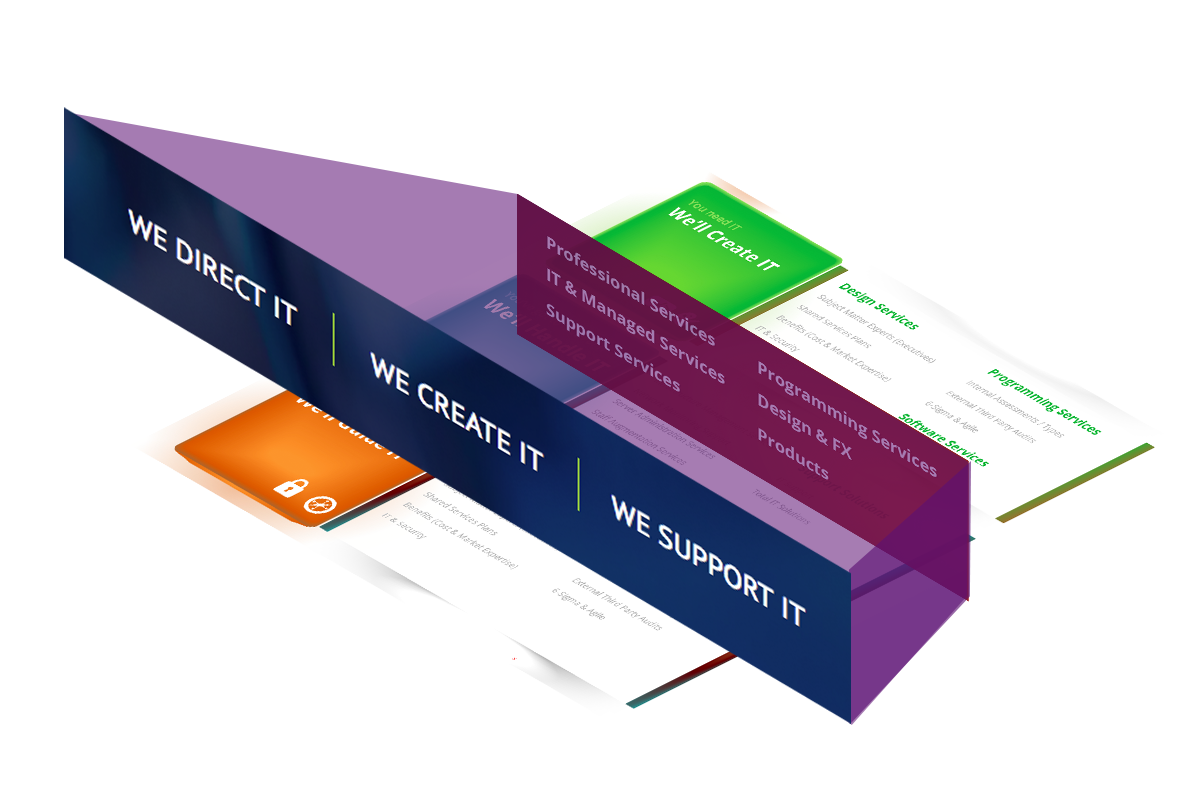 WE DIRECT IT
WE CREATE IT
WE SUPPORT IT
Professional Services
IT & Managed Services
Support Services
Programming Services
Design & FX
Products
You need IT
We'll Create IT
Design Services
Subject Matter Experts (Executives)
Shared Services Plans
Benefits (Cost & Market Expertise)
IT & Security
Programming Services
Internal Assessments / Types
External Third Party Audits
6-Sigma & Agile
Software Services
We'll
Server Administration Services
Staff Augmentation Services
Total IT Solutions
We'll Guide IT
Shared Services Plans
Benefits (Cost & Market Expertise)
IT & Security
External Third Party Audits
6 Sigma & Agile